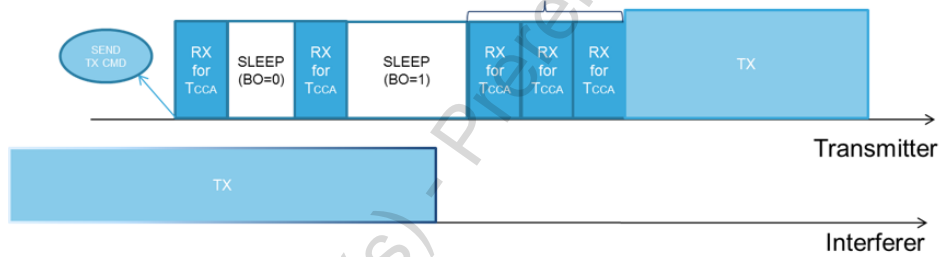 SEND
TX CMD
RX
for
TCCA
SLEEP
(BO=0)
RX
for
TCCA
SLEEP
(BO=1)
RX
for
TCCA
RX
for
TCCA
RX
for
TCCA
TX
Transmitter
TX
Interferer
s) - Prere